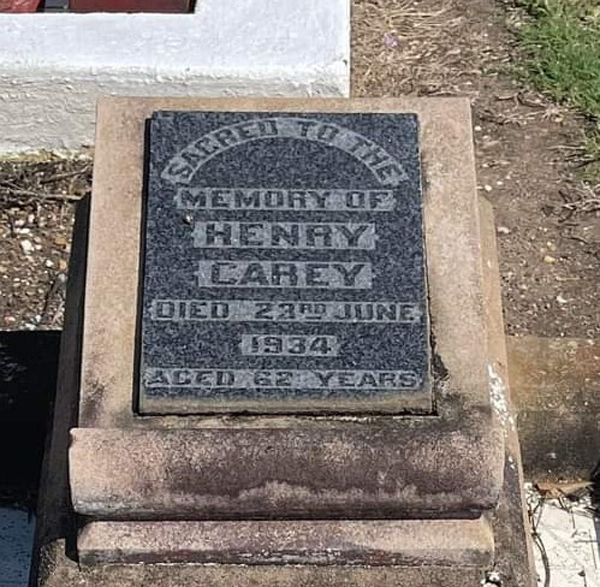 SACRED TO THE
MEMORY OF
HENRY
CAREY
DIED 23RD JUNE
1934
AGED 62 YEARS